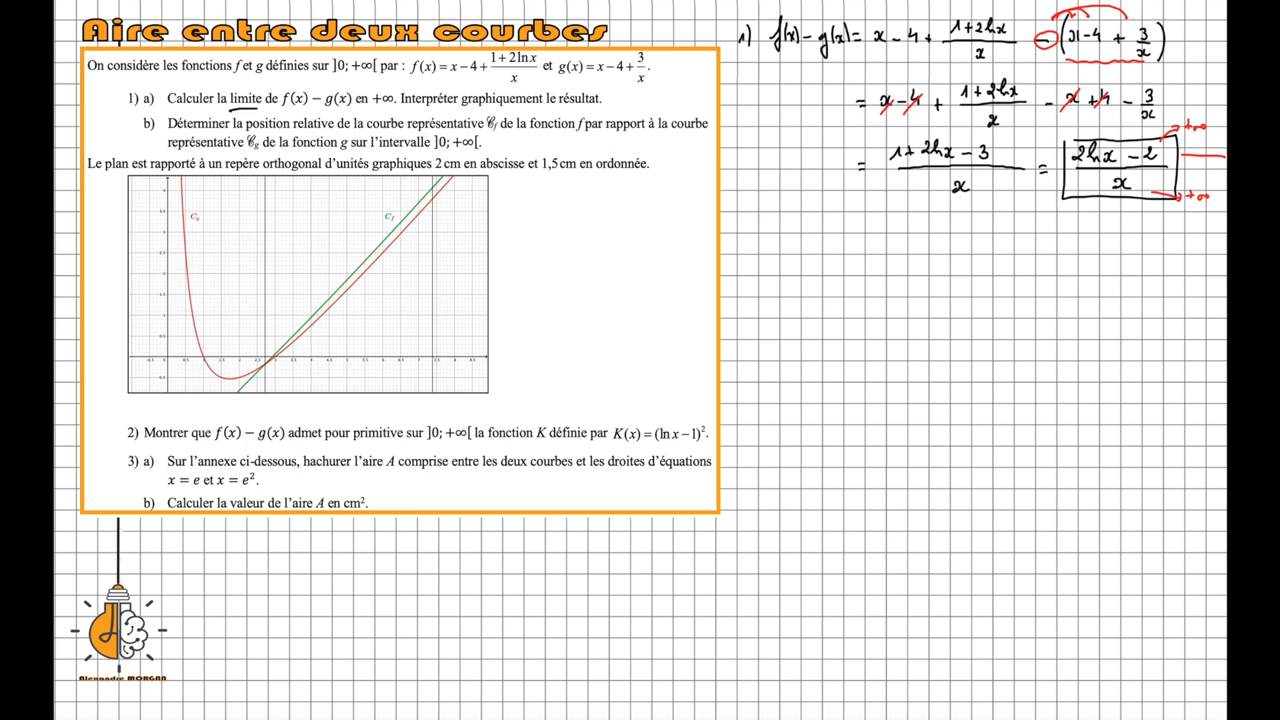 Aire entre deux courbes
On considère les fonctions f et g définies sur ]0; +∞[ par : f(x) = x − 4 + (1 + 2 ln x)/x et g(x) = x − 4 + 3/x.
1) a) Calculer la limite de f(x) − g(x) en +∞. Interpréter graphiquement le résultat.
b) Déterminer la position relative de la courbe représentative 𝒞f de la fonction f par rapport à la courbe
représentative 𝒞g de la fonction g sur l'intervalle ]0; +∞[.
Le plan est rapporté à un repère orthogonal d'unités graphiques 2 cm en abscisse et 1,5 cm en ordonnée.
Cg
Cf
2) Montrer que f(x) − g(x) admet pour primitive sur ]0; +∞[ la fonction K définie par K(x) = (ln x − 1)².
3) a) Sur l'annexe ci-dessous, hachurer l'aire A comprise entre les deux courbes et les droites d'équations
x = e et x = e².
b) Calculer la valeur de l'aire A en cm².
Alexandre MORGAN
1) f(x) − g(x) = x − 4 + (1 + 2ln x)/x − (x − 4 + 3/x)
= x − 4 + (1 + 2ln x)/x − x + 4 − 3/x
= (1 + 2ln x − 3)/x = (2ln x − 2)/x
+∞
+∞